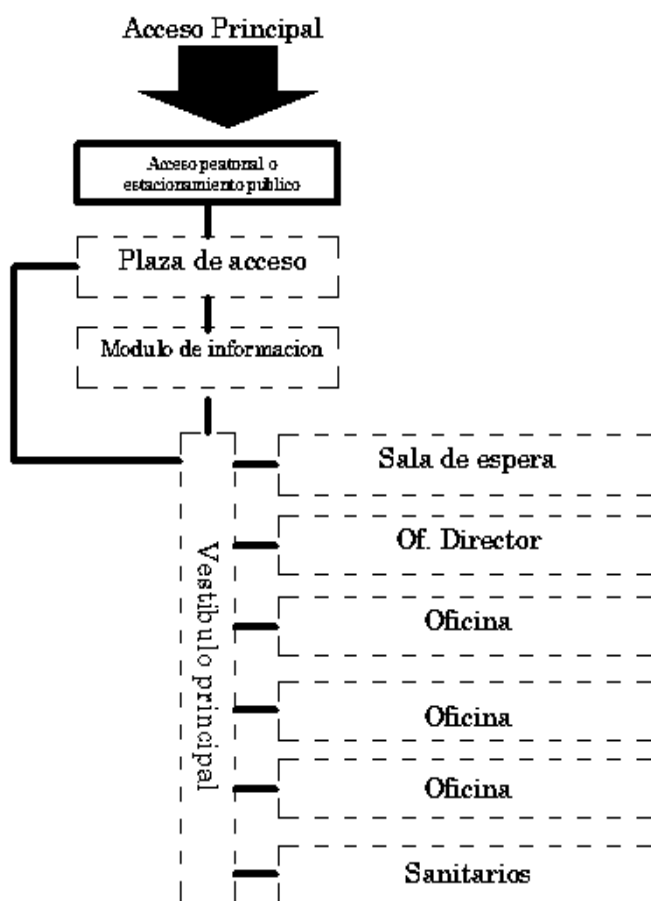 Acceso Principal
Acceso peatonal o
estacionamiento publico
Plaza de acceso
Modulo de informacion
Vestibulo principal
Sala de espera
Of. Director
Oficina
Oficina
Oficina
Sanitarios